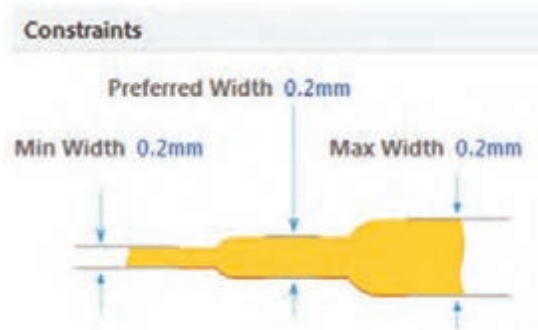 Constraints
Preferred Width 0.2mm
Min Width 0.2mm
Max Width 0.2mm